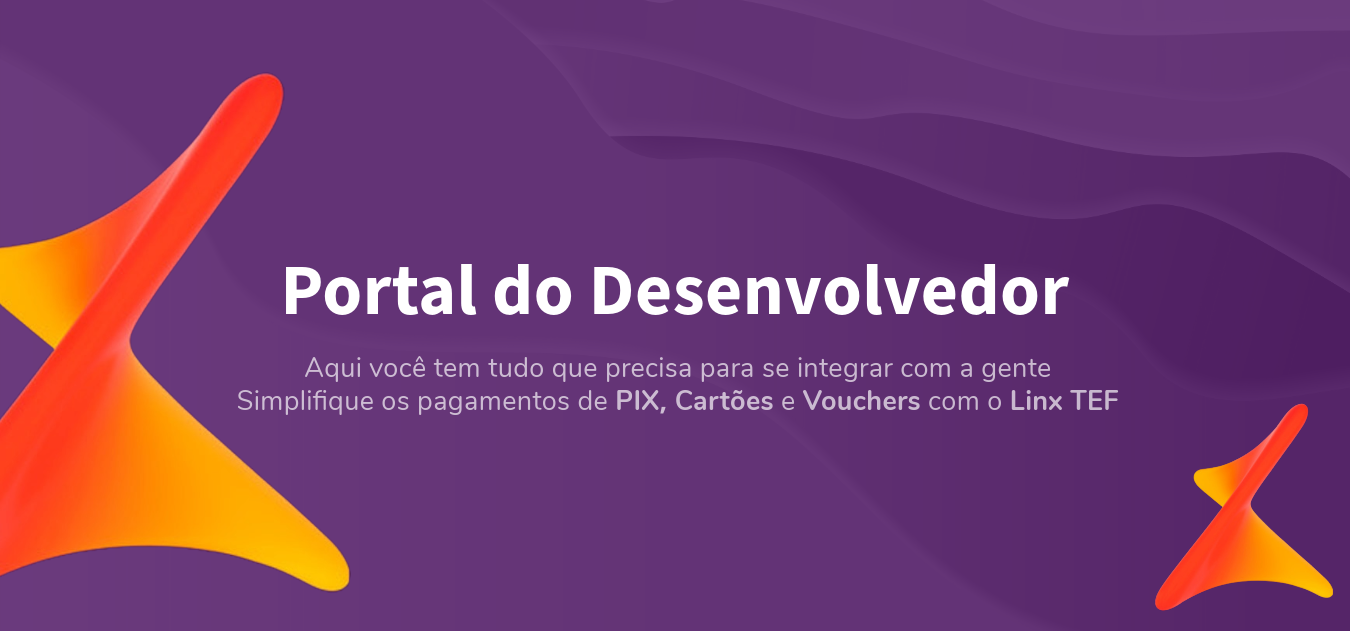 Portal do Desenvolvedor
Aqui você tem tudo que precisa para se integrar com a gente
Simplifique os pagamentos de PIX, Cartões e Vouchers com o Linx TEF